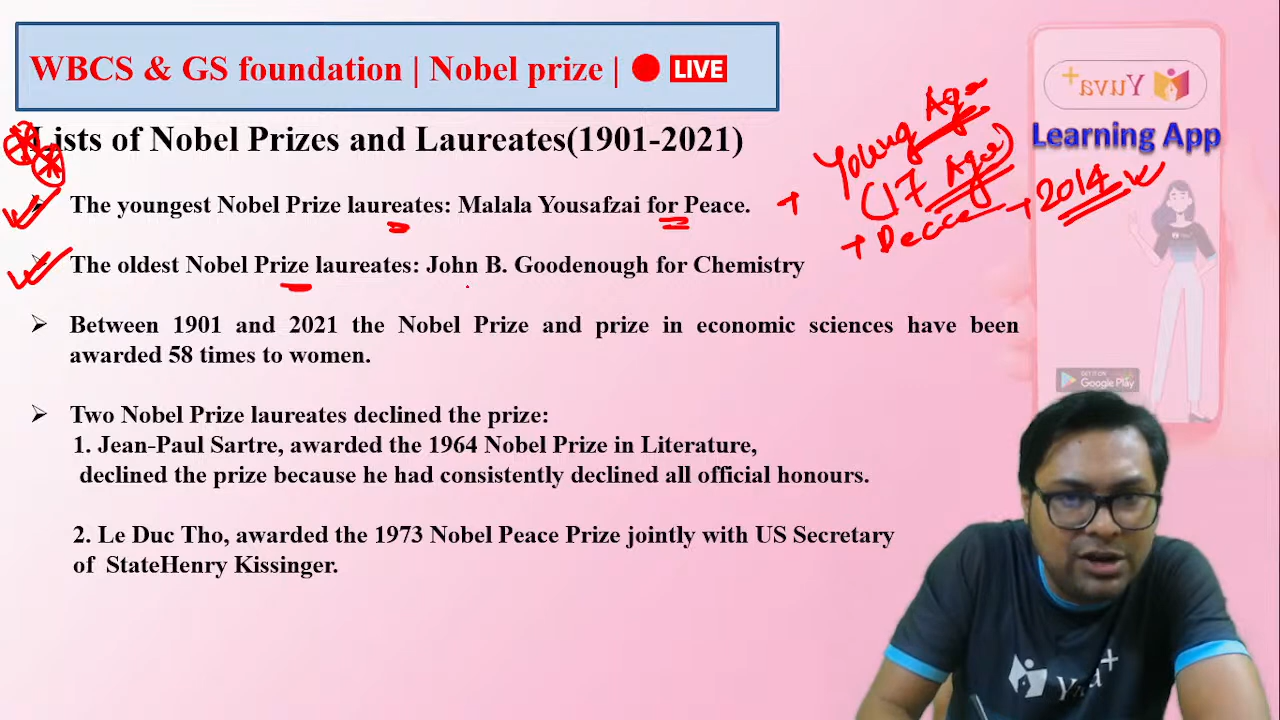 WBCS & GS foundation | Nobel prize | LIVE
Yuva+
Learning App
Lists of Nobel Prizes and Laureates(1901-2021)
Young Age
(17 Age)
+ 2014
The youngest Nobel Prize laureates: Malala Yousafzai for Peace. +
+
The oldest Nobel Prize laureates: John B. Goodenough for Chemistry
Between 1901 and 2021 the Nobel Prize and prize in economic sciences have been
awarded 58 times to women.
GET IT ON
Google Play
Two Nobel Prize laureates declined the prize:
1. Jean-Paul Sartre, awarded the 1964 Nobel Prize in Literature,
declined the prize because he had consistently declined all official honours.
2. Le Duc Tho, awarded the 1973 Nobel Peace Prize jointly with US Secretary
of StateHenry Kissinger.
Yuva+